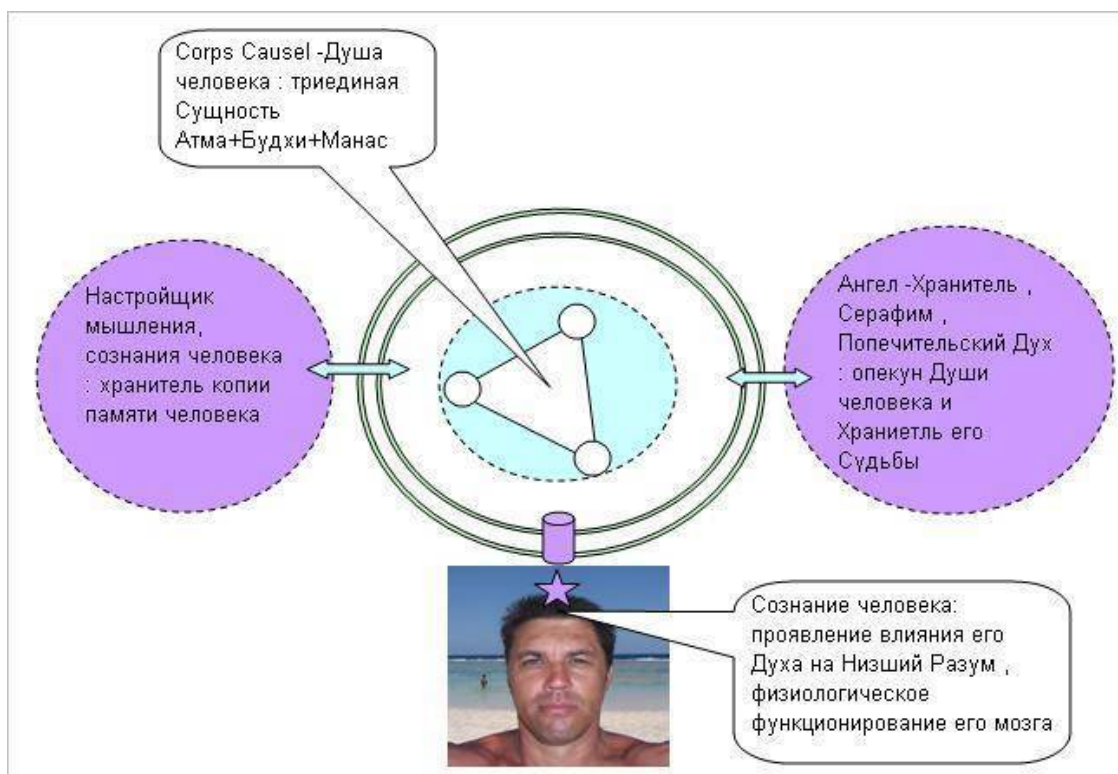 Corps Causel -Душа
человека : триединая
Сущность
Атма+Будхи+Манас
Настройщик
мышления,
сознания человека
: хранитель копии
памяти человека
Ангел -Хранитель ,
Серафим ,
Попечительский Дух
: опекун Души
человека и
Храниетль его
Судьбы
Сознание человека:
проявление влияния его
Духа на Низший Разум ,
физиологическое
функционирование его мозга